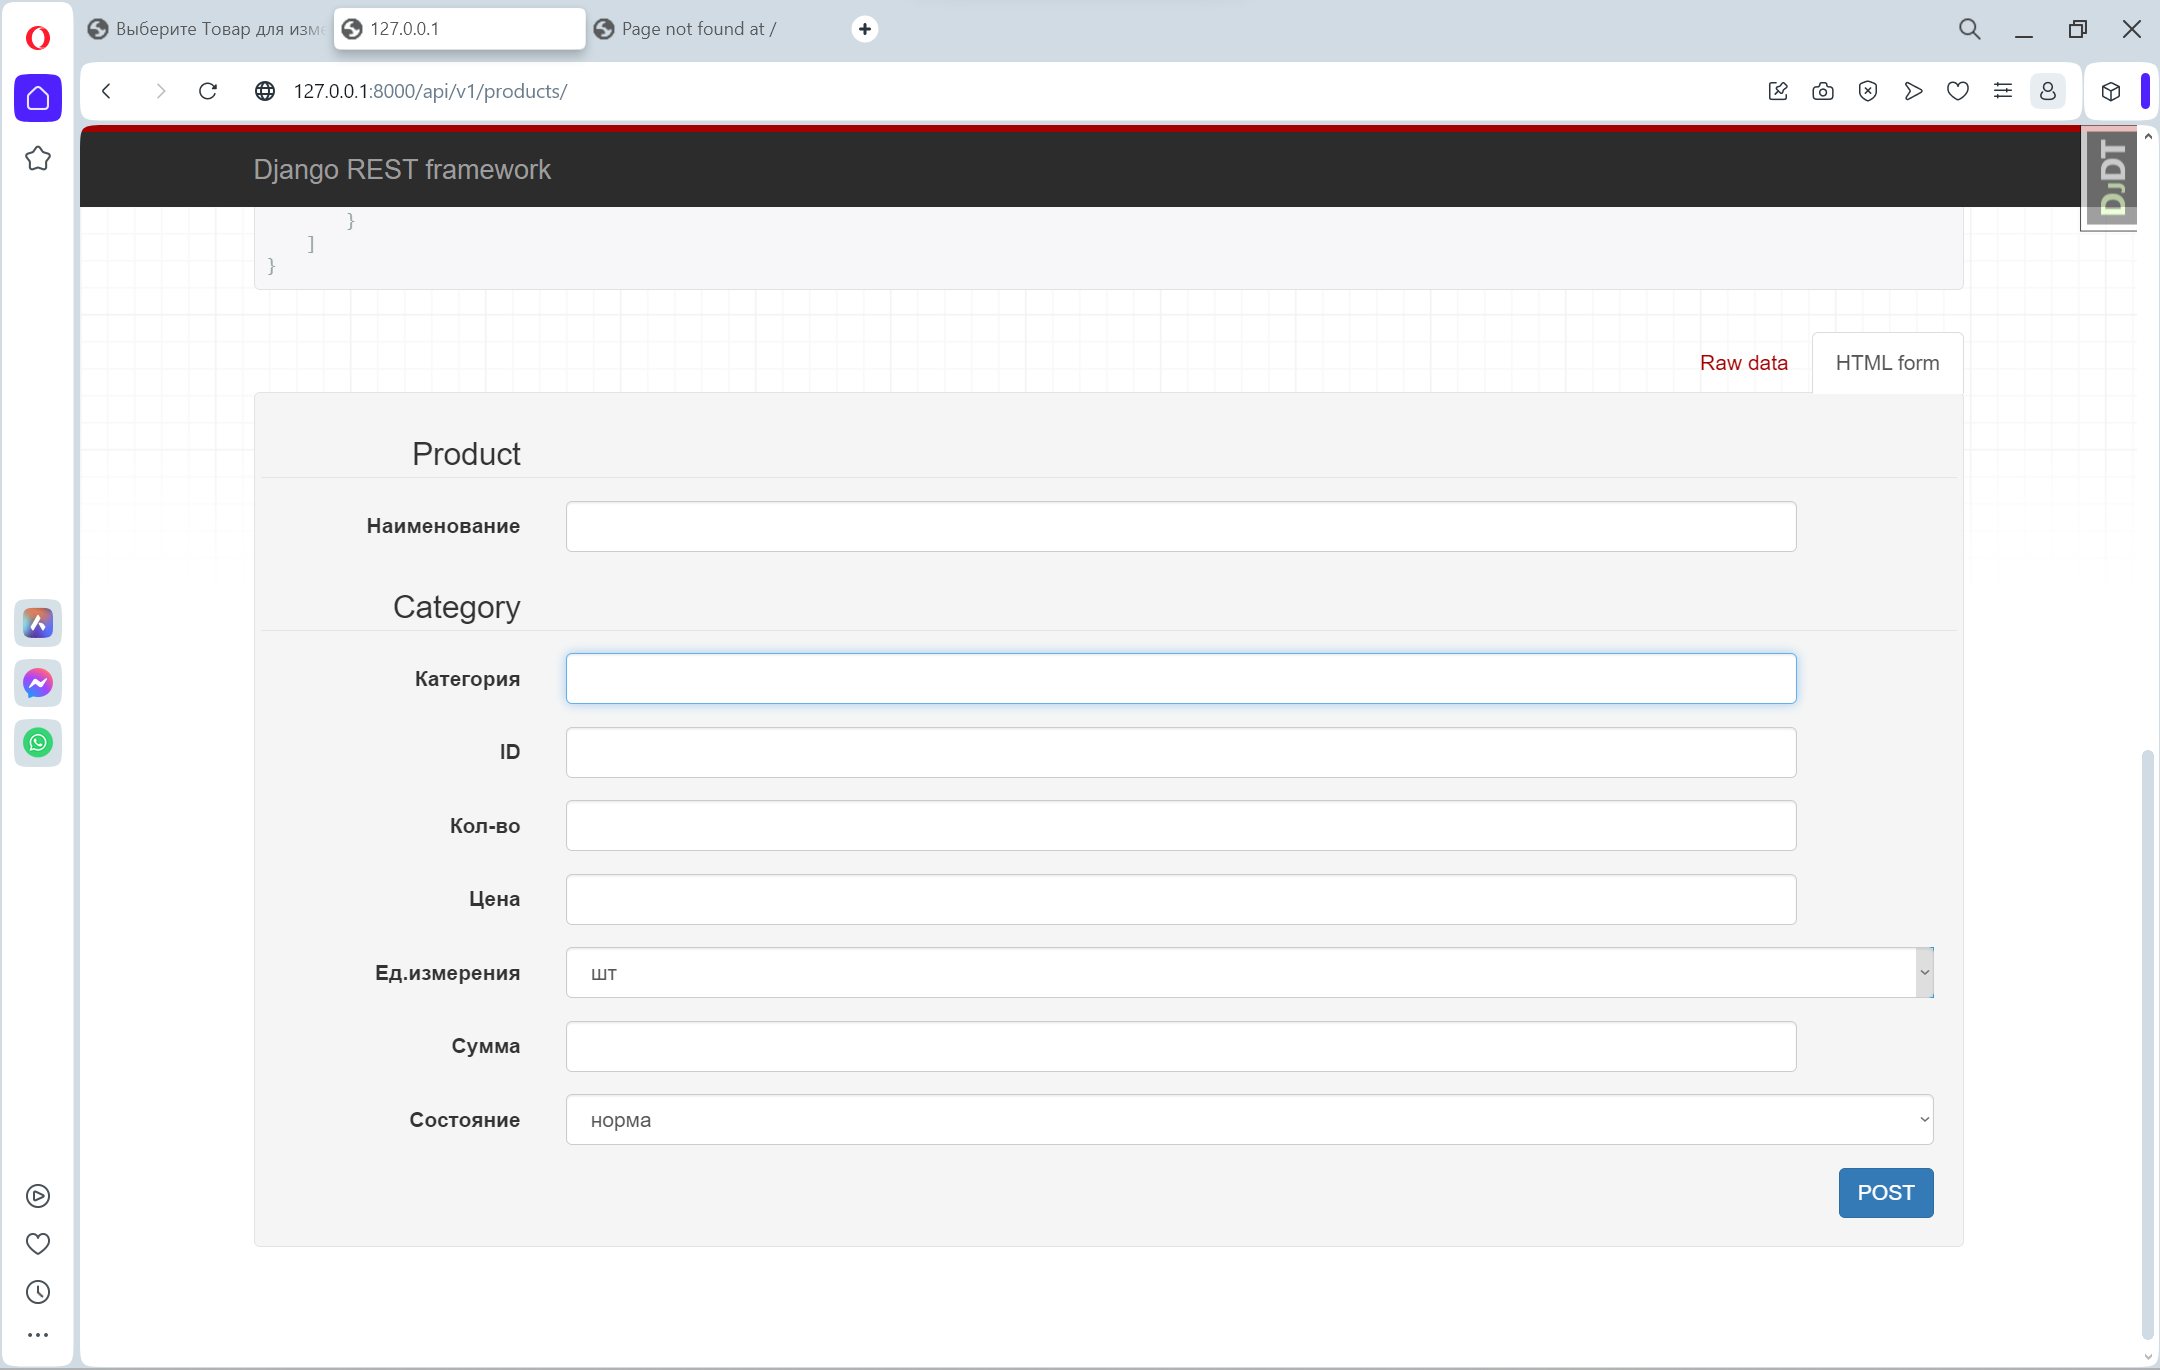 Выберите Товар для изме
127.0.0.1
Page not found at /
127.0.0.1:8000/api/v1/products/
Django REST framework
DjDT
}
]
}
Raw data
HTML form
Product
Наименование
Category
Категория
ID
Кол-во
Цена
Ед.измерения
шт
Сумма
Состояние
норма
POST